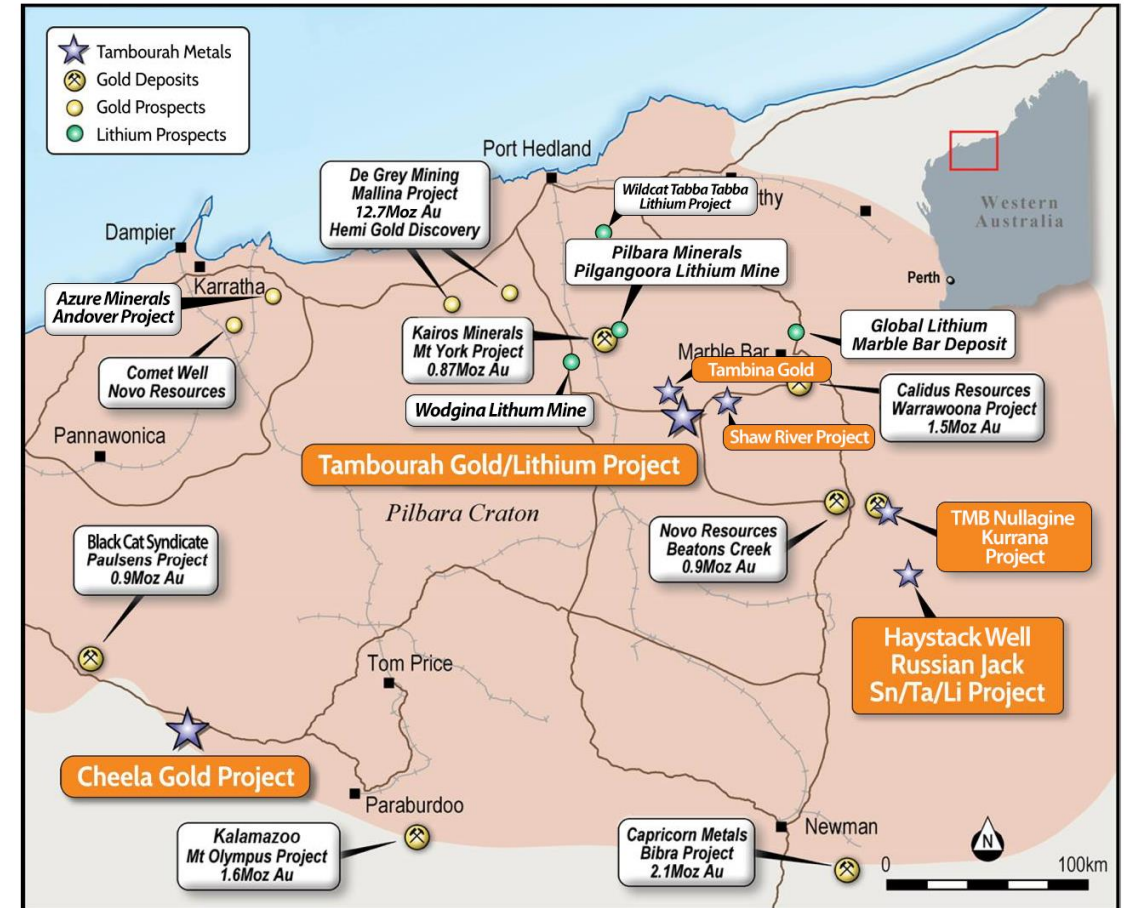 Tambourah Metals
Gold Deposits
Gold Prospects
Lithium Prospects
Port Hedland
De Grey Mining
Mallina Project
12.7Moz Au
Hemi Gold Discovery
Wildcat Tabba Tabba
Lithium Project
thy
Western
Australia
Perth
Dampier
Karratha
Pilbara Minerals
Pilgangoora Lithium Mine
Azure Minerals
Andover Project
Comet Well
Novo Resources
Kairos Minerals
Mt York Project
0.87Moz Au
Global Lithium
Marble Bar Deposit
Marble Bar
Tambina Gold
Wodgina Lithum Mine
Calidus Resources
Warrawoona Project
1.5Moz Au
Shaw River Project
Pannawonica
Tambourah Gold/Lithium Project
Pilbara Craton
Novo Resources
Beatons Creek
0.9Moz Au
TMB Nullagine
Kurrana
Project
Black Cat Syndicate
Paulsens Project
0.9Moz Au
Haystack Well
Russian Jack
Sn/Ta/Li Project
Tom Price
Cheela Gold Project
Paraburdoo
Kalamazoo
Mt Olympus Project
1.6Moz Au
Capricorn Metals
Bibra Project
2.1Moz Au
Newman
N
0
100km